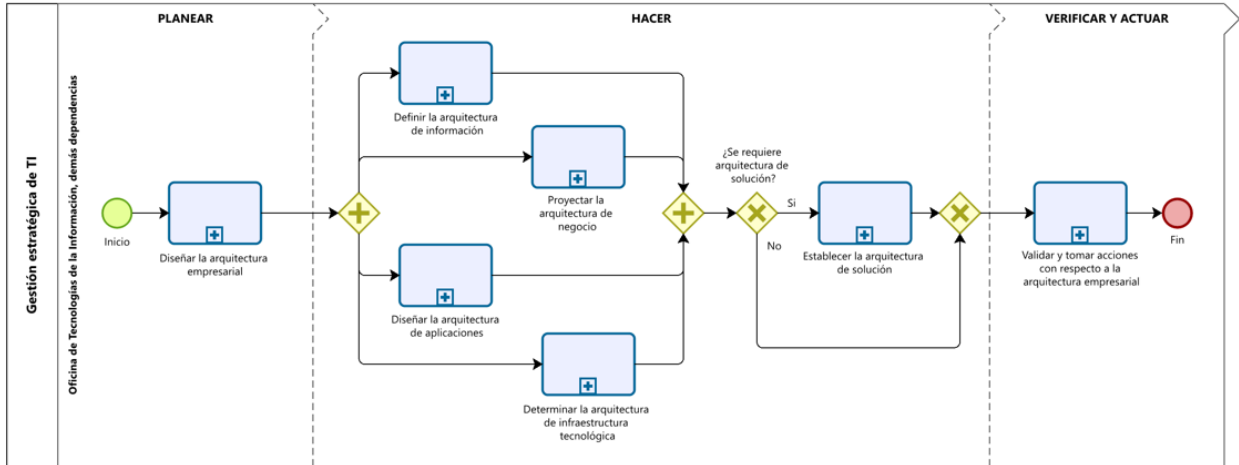 PLANEAR
HACER
VERIFICAR Y ACTUAR
Gestión estratégica de TI
Oficina de Tecnologías de la Información, demás dependencias
Inicio
Diseñar la arquitectura
empresarial
Definir la arquitectura
de información
Proyectar la
arquitectura de
negocio
Diseñar la arquitectura
de aplicaciones
Determinar la arquitectura
de infraestructura
tecnológica
¿Se requiere
arquitectura de
solución?
Si
No
Establecer la arquitectura
de solución
Validar y tomar acciones
con respecto a la
arquitectura empresarial
Fin